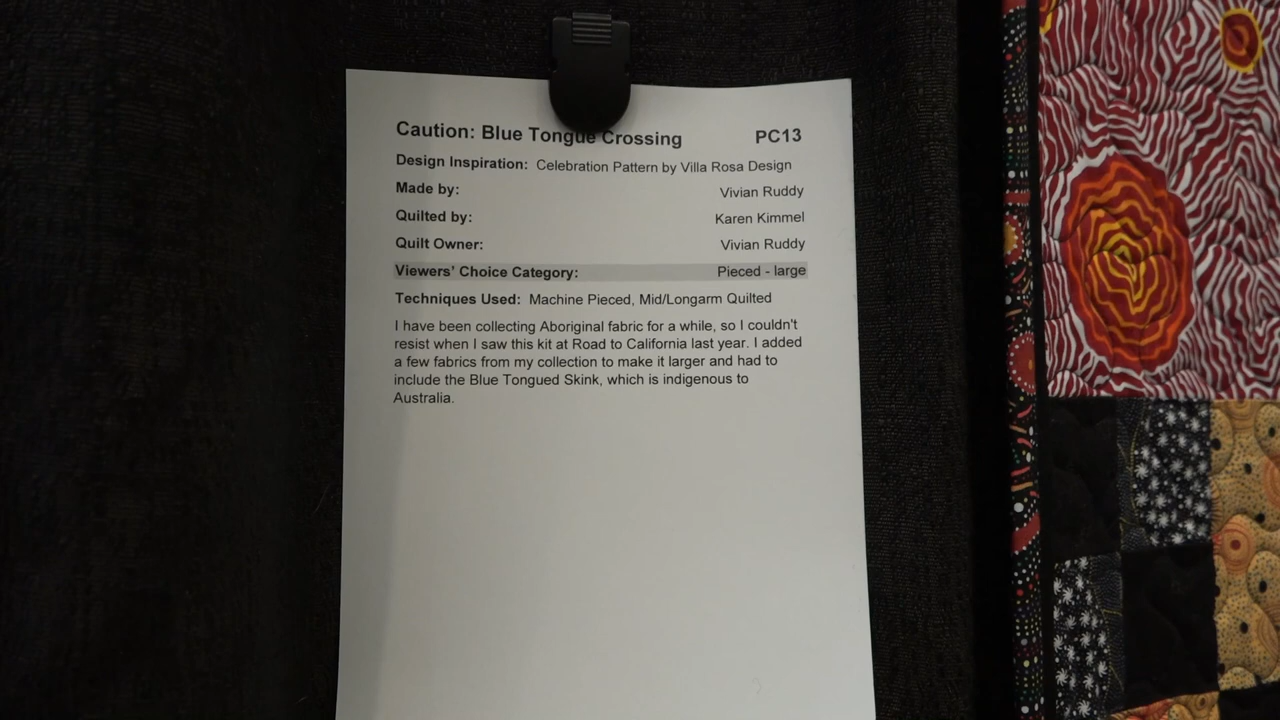 Caution: Blue Tongue Crossing PC13
Design Inspiration: Celebration Pattern by Villa Rosa Design
Made by: Vivian Ruddy
Quilted by: Karen Kimmel
Quilt Owner: Vivian Ruddy
Viewers' Choice Category: Pieced - large
Techniques Used: Machine Pieced, Mid/Longarm Quilted
I have been collecting Aboriginal fabric for a while, so I couldn't
resist when I saw this kit at Road to California last year. I added
a few fabrics from my collection to make it larger and had to
include the Blue Tongued Skink, which is indigenous to
Australia.